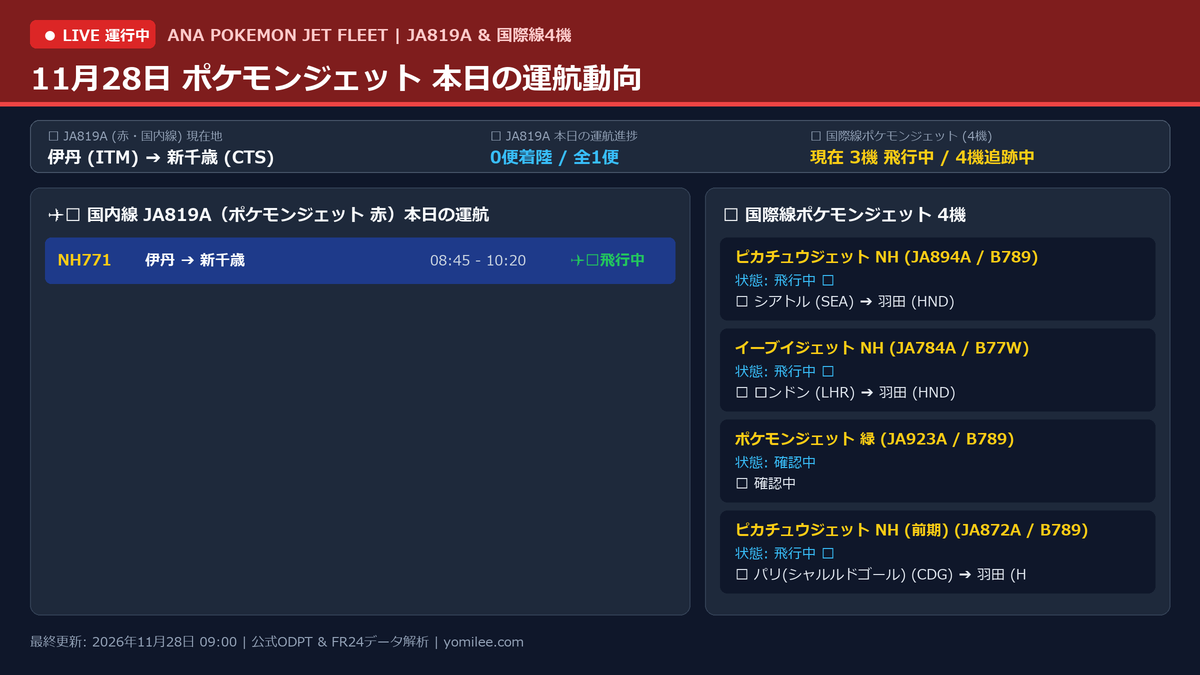 ● LIVE 運行中 ANA POKEMON JET FLEET | JA819A & 国際線4機
11月28日 ポケモンジェット 本日の運航動向
□ JA819A (赤・国内線) 現在地
伊丹 (ITM) → 新千歳 (CTS)
□ JA819A 本日の運航進捗
0便着陸 / 全1便
□ 国際線ポケモンジェット (4機)
現在 3機 飛行中 / 4機追跡中
✈□ 国内線 JA819A（ポケモンジェット 赤）本日の運航
NH771 伊丹 → 新千歳 08:45 - 10:20 ✈□飛行中
□ 国際線ポケモンジェット 4機
ピカチュウジェット NH (JA894A / B789)
状態: 飛行中 □
□ シアトル (SEA) → 羽田 (HND)
イーブイジェット NH (JA784A / B77W)
状態: 飛行中 □
□ ロンドン (LHR) → 羽田 (HND)
ポケモンジェット 緑 (JA923A / B789)
状態: 確認中
□ 確認中
ピカチュウジェット NH (前期) (JA872A / B789)
状態: 飛行中 □
□ パリ(シャルルドゴール) (CDG) → 羽田 (H
最終更新: 2026年11月28日 09:00 | 公式ODPT & FR24データ解析 | yomilee.com